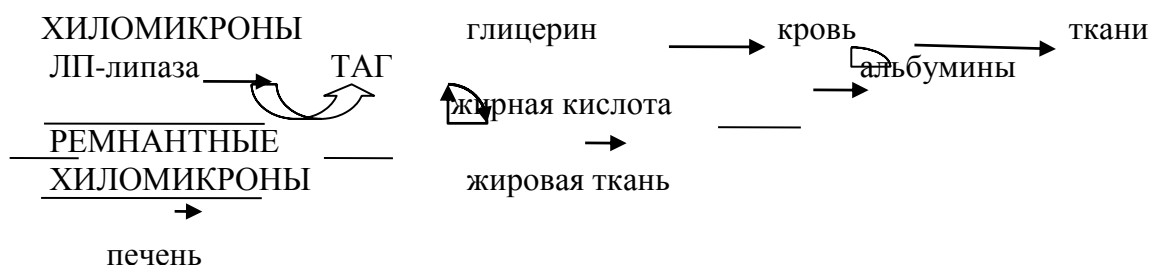 ХИЛОМИКРОНЫ глицерин кровь ткани
ЛП-липаза ТАГ альбумины
жирная кислота
РЕМНАНТНЫЕ
ХИЛОМИКРОНЫ жировая ткань
печень